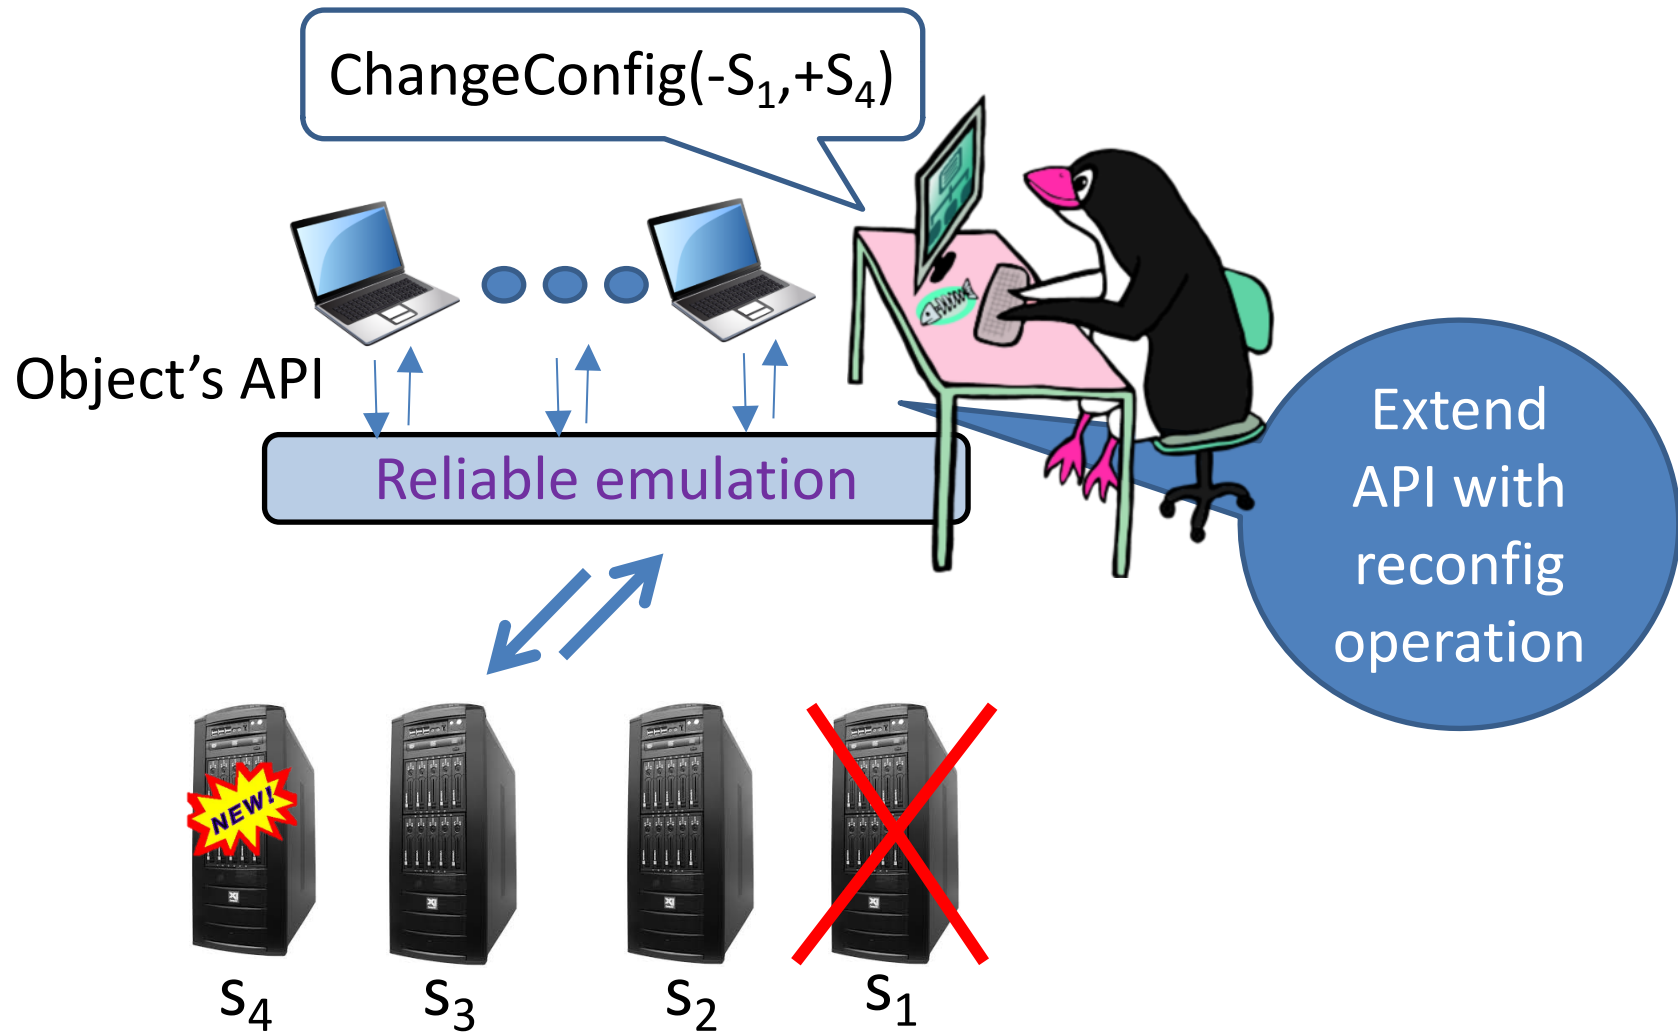 ChangeConfig(-S₁,+S₄)
Object’s API
Reliable emulation
Extend
API with
reconfig
operation
NEW!
s₄
s₃
s₂
s₁